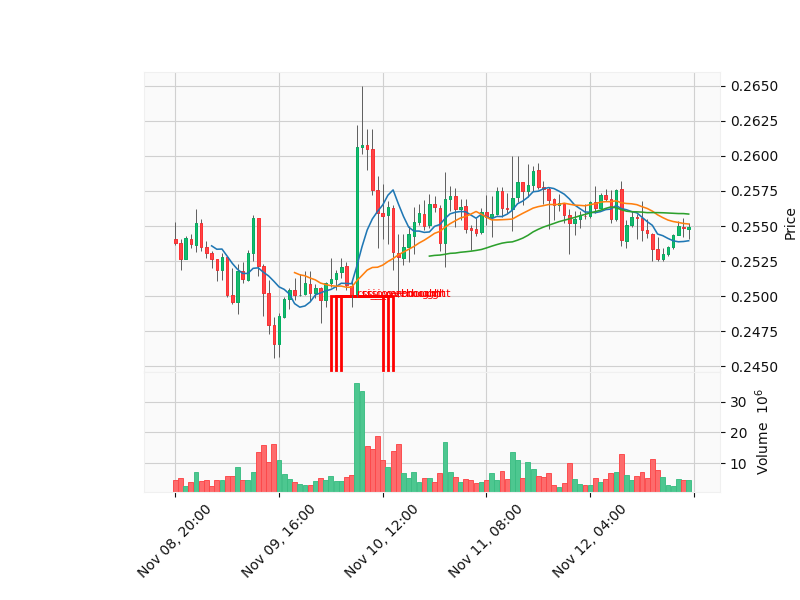 0.2650
0.2625
0.2600
0.2575
0.2550
0.2525
0.2500
0.2475
0.2450
Price
30
20
10
Volume 10⁶
Nov 08, 20:00
Nov 09, 16:00
Nov 10, 12:00
Nov 11, 08:00
Nov 12, 04:00